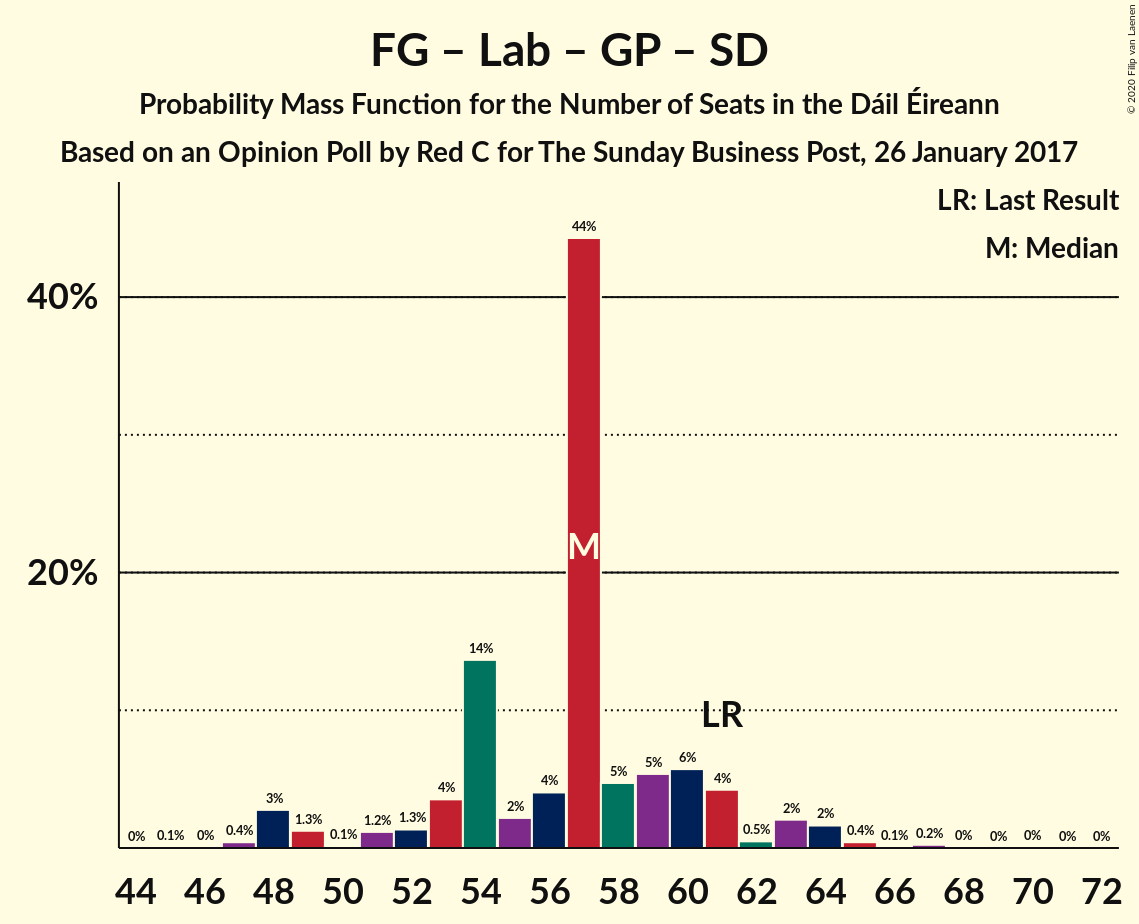 FG – Lab – GP – SD
Probability Mass Function for the Number of Seats in the Dáil Éireann
Based on an Opinion Poll by Red C for The Sunday Business Post, 26 January 2017
© 2020 Filip van Laenen
LR: Last Result
M: Median
44%
40%
M
20%
14%
LR
0% 0.1% 0% 0.4% 3% 1.3% 0.1% 1.2% 1.3% 4% 2% 4% 5% 5% 6% 4% 0.5% 2% 2% 0.4% 0.1% 0.2% 0% 0% 0% 0% 0%
44 46 48 50 52 54 56 58 60 62 64 66 68 70 72